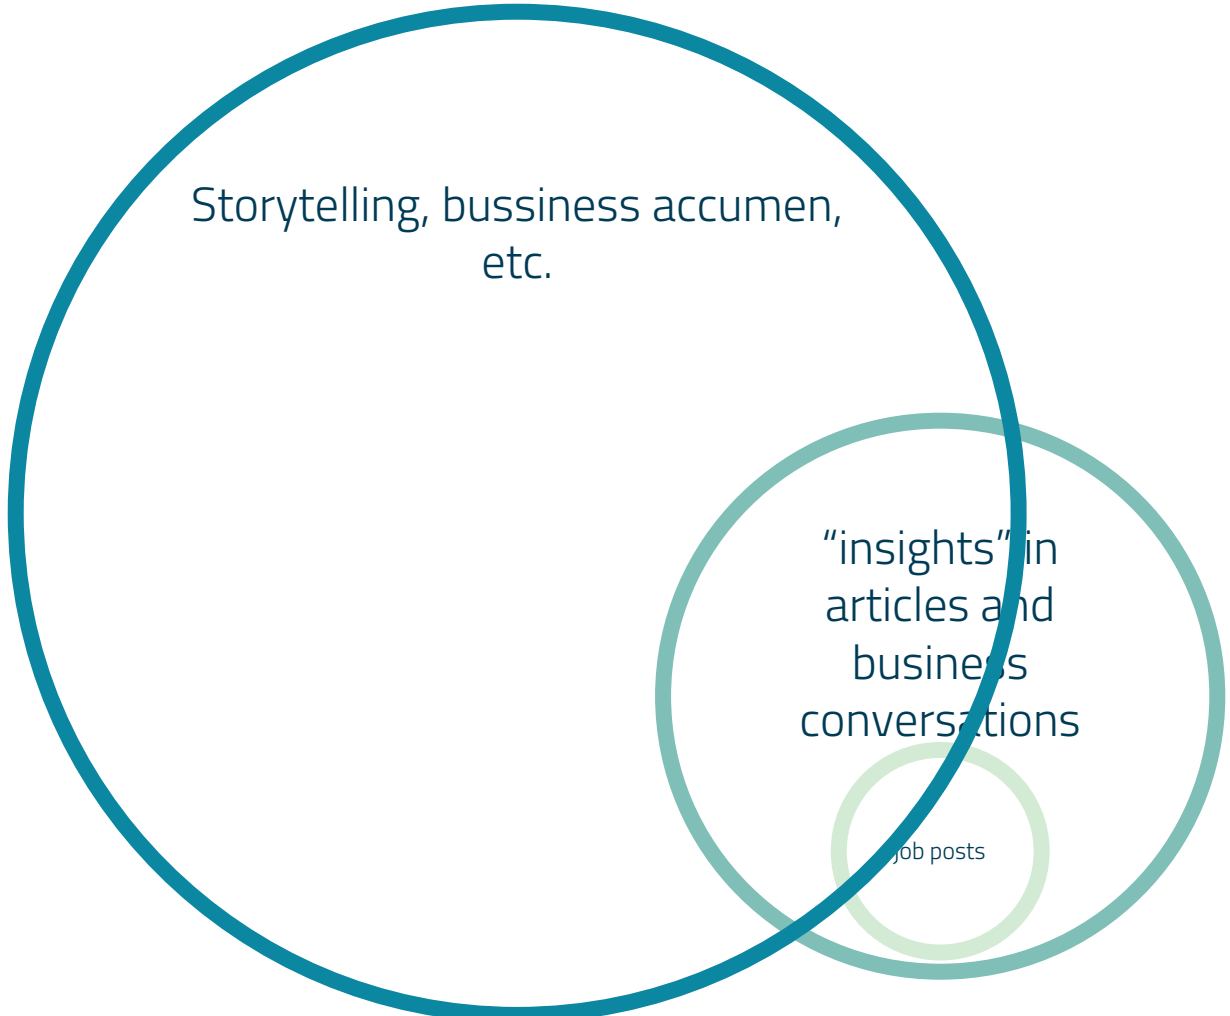 Storytelling, bussiness accumen,
etc.
“insights” in
articles and
business
conversations
job posts